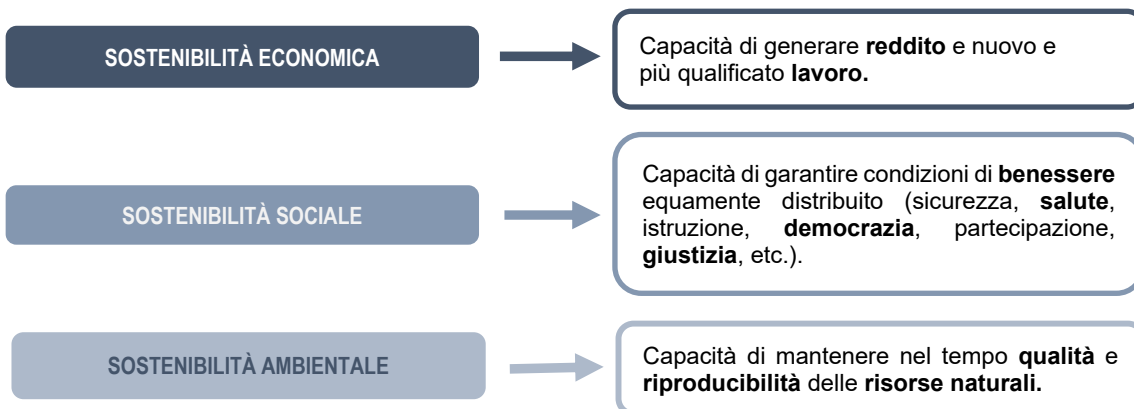 SOSTENIBILITÀ ECONOMICA
Capacità di generare reddito e nuovo e
più qualificato lavoro.
SOSTENIBILITÀ SOCIALE
Capacità di garantire condizioni di benessere
equamente distribuito (sicurezza, salute,
istruzione, democrazia, partecipazione,
giustizia, etc.).
SOSTENIBILITÀ AMBIENTALE
Capacità di mantenere nel tempo qualità e
riproducibilità delle risorse naturali.